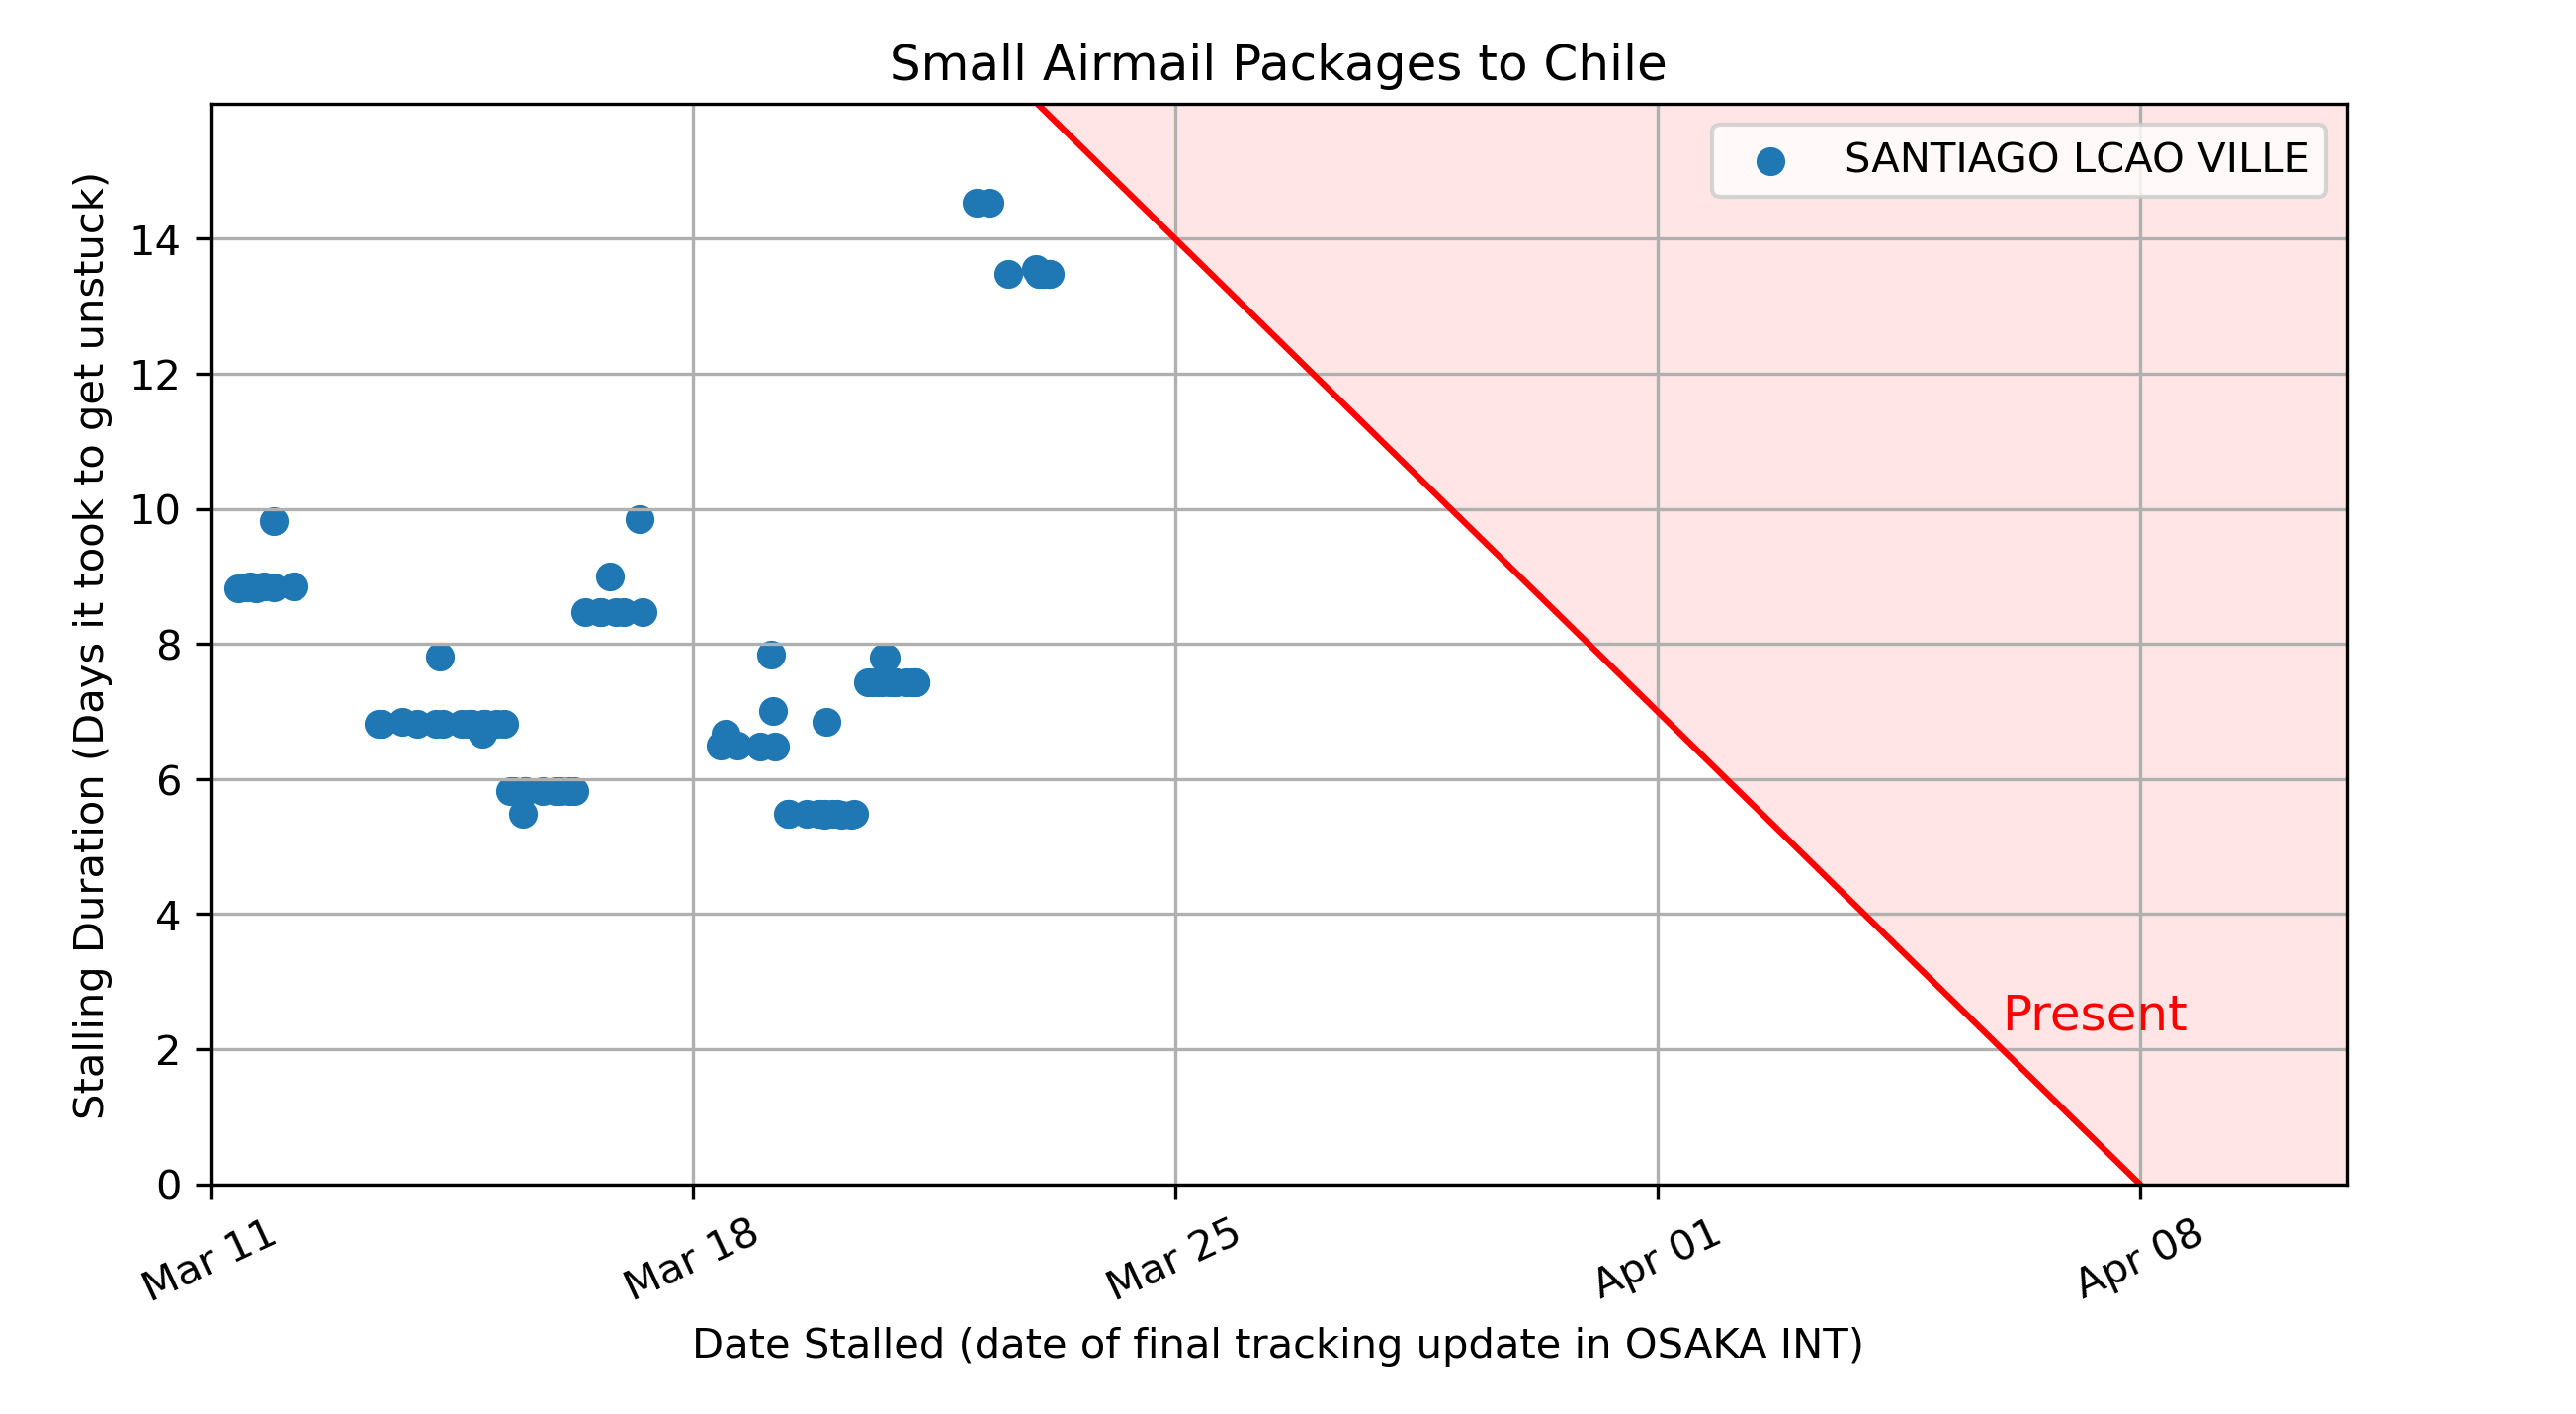 Small Airmail Packages to Chile
SANTIAGO LCAO VILLE
Stalling Duration (Days it took to get unstuck)
14
12
10
8
6
4
2
0
Present
Mar 11
Mar 18
Mar 25
Apr 01
Apr 08
Date Stalled (date of final tracking update in OSAKA INT)